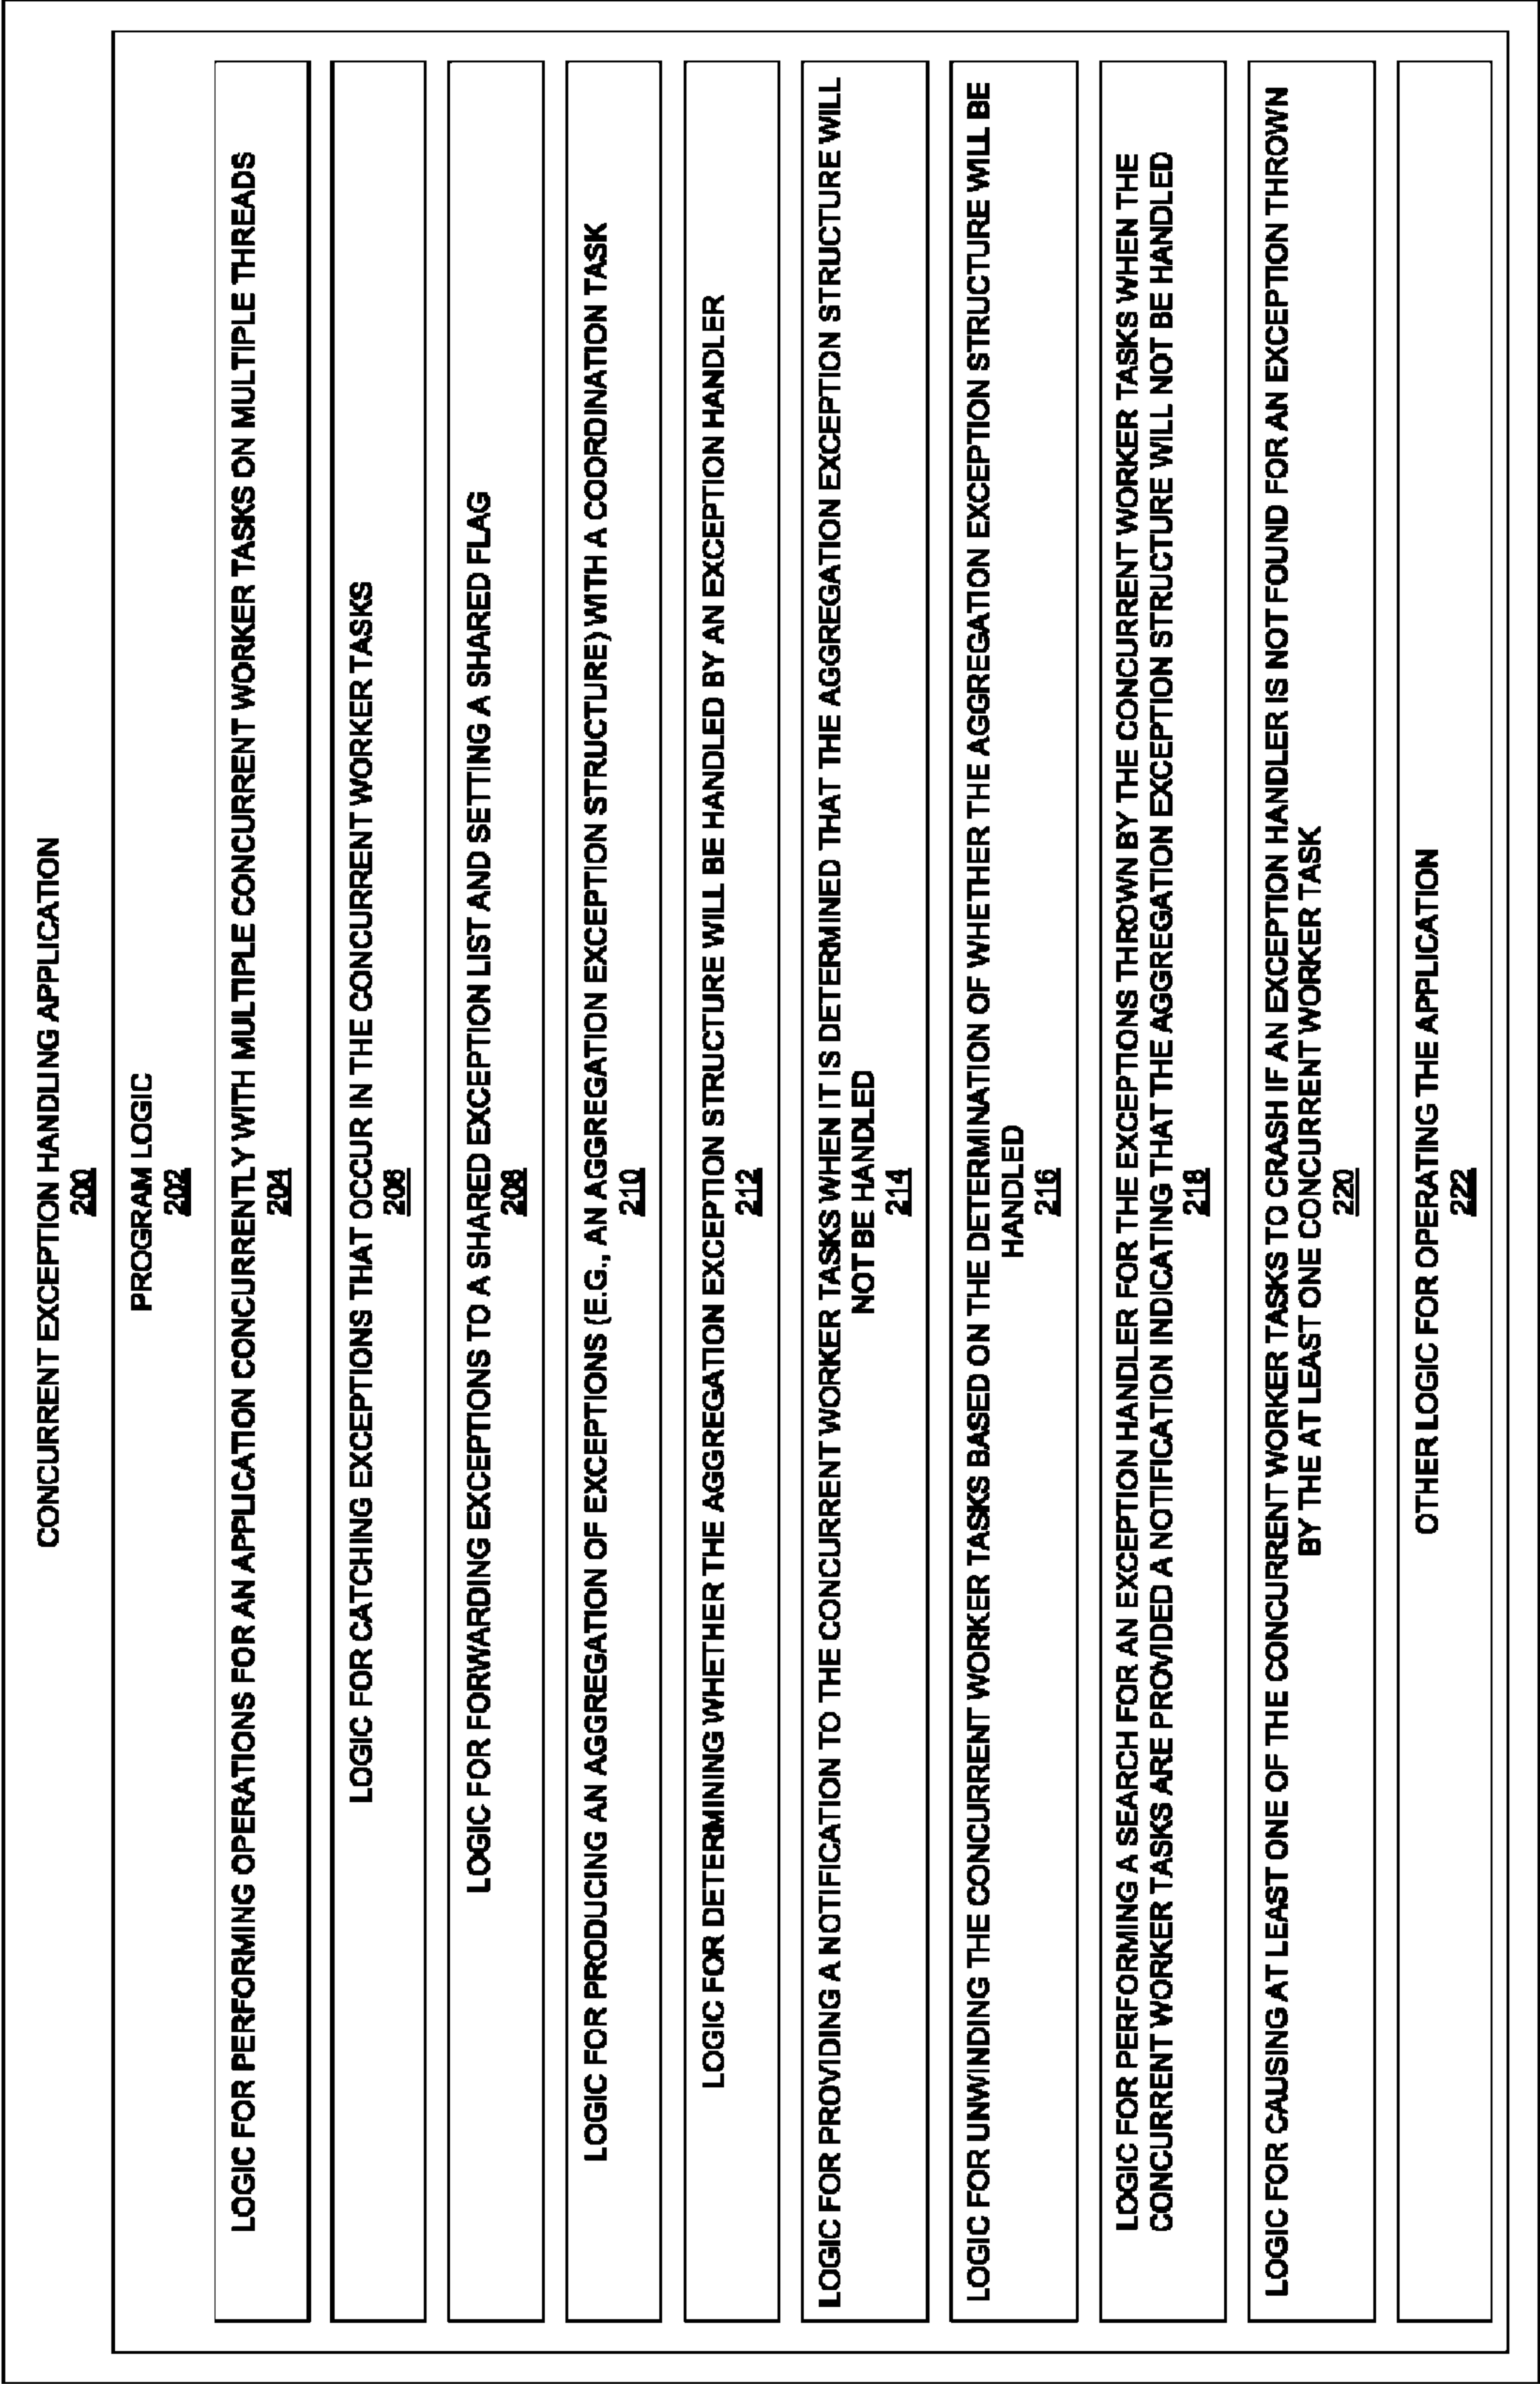 CONCURRENT EXCEPTION HANDLING APPLICATION
200
PROGRAM LOGIC
202
LOGIC FOR PERFORMING OPERATIONS FOR AN APPLICATION CONCURRENTLY WITH MULTIPLE CONCURRENT WORKER TASKS ON MULTIPLE THREADS
204
LOGIC FOR CATCHING EXCEPTIONS THAT OCCUR IN THE CONCURRENT WORKER TASKS
206
LOGIC FOR FORWARDING EXCEPTIONS TO A SHARED EXCEPTION LIST AND SETTING A SHARED FLAG
208
LOGIC FOR PRODUCING AN AGGREGATION OF EXCEPTIONS (E.G., AN AGGREGATION EXCEPTION STRUCTURE) WITH A COORDINATION TASK
210
LOGIC FOR DETERMINING WHETHER THE AGGREGATION EXCEPTION STRUCTURE WILL BE HANDLED BY AN EXCEPTION HANDLER
212
LOGIC FOR PROVIDING A NOTIFICATION TO THE CONCURRENT WORKER TASKS WHEN IT IS DETERMINED THAT THE AGGREGATION EXCEPTION STRUCTURE WILL
NOT BE HANDLED
214
LOGIC FOR UNWINDING THE CONCURRENT WORKER TASKS BASED ON THE DETERMINATION OF WHETHER THE AGGREGATION EXCEPTION STRUCTURE WILL BE
HANDLED
216
LOGIC FOR PERFORMING A SEARCH FOR AN EXCEPTION HANDLER FOR THE EXCEPTIONS THROWN BY THE CONCURRENT WORKER TASKS WHEN THE
CONCURRENT WORKER TASKS ARE PROVIDED A NOTIFICATION INDICATING THAT THE AGGREGATION EXCEPTION STRUCTURE WILL NOT BE HANDLED
218
LOGIC FOR CAUSING AT LEAST ONE OF THE CONCURRENT WORKER TASKS TO CRASH IF AN EXCEPTION HANDLER IS NOT FOUND FOR AN EXCEPTION THROWN
BY THE AT LEAST ONE CONCURRENT WORKER TASK
220
OTHER LOGIC FOR OPERATING THE APPLICATION
222